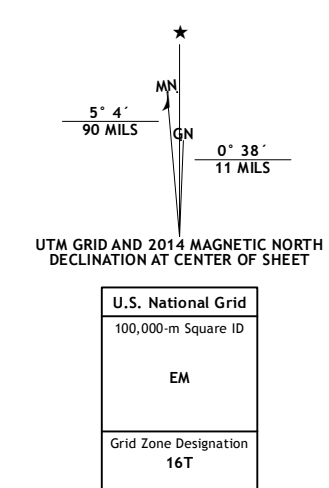 ★
MN.
5° 4´
90 MILS
GN
0° 38´
11 MILS
UTM GRID AND 2014 MAGNETIC NORTH
DECLINATION AT CENTER OF SHEET
U.S. National Grid
100,000-m Square ID
EM
Grid Zone Designation
16T